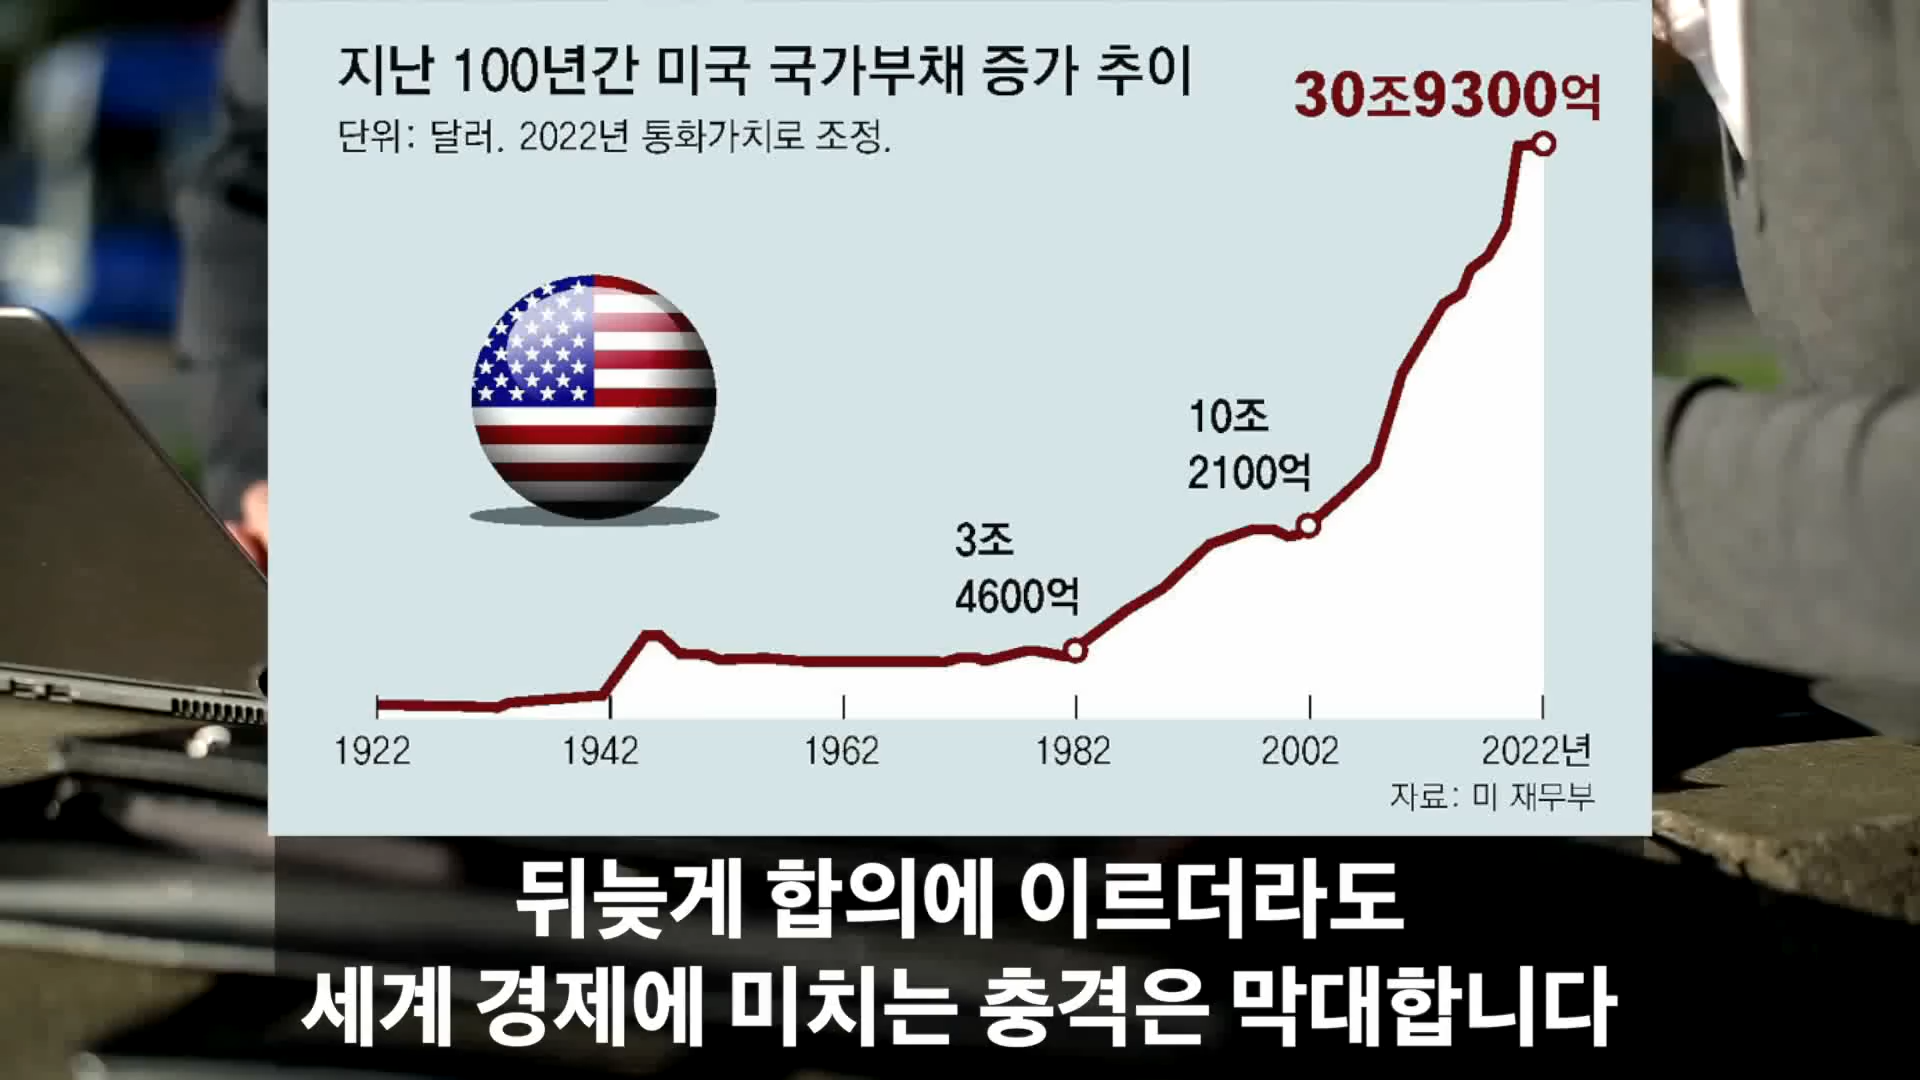 지난 100년간 미국 국가부채 증가 추이
단위: 달러. 2022년 통화가치로 조정.
30조9300억
10조
2100억
3조
4600억
1922 1942 1962 1982 2002 2022년
자료: 미 재무부
뒤늦게 합의에 이르더라도
세계 경제에 미치는 충격은 막대합니다